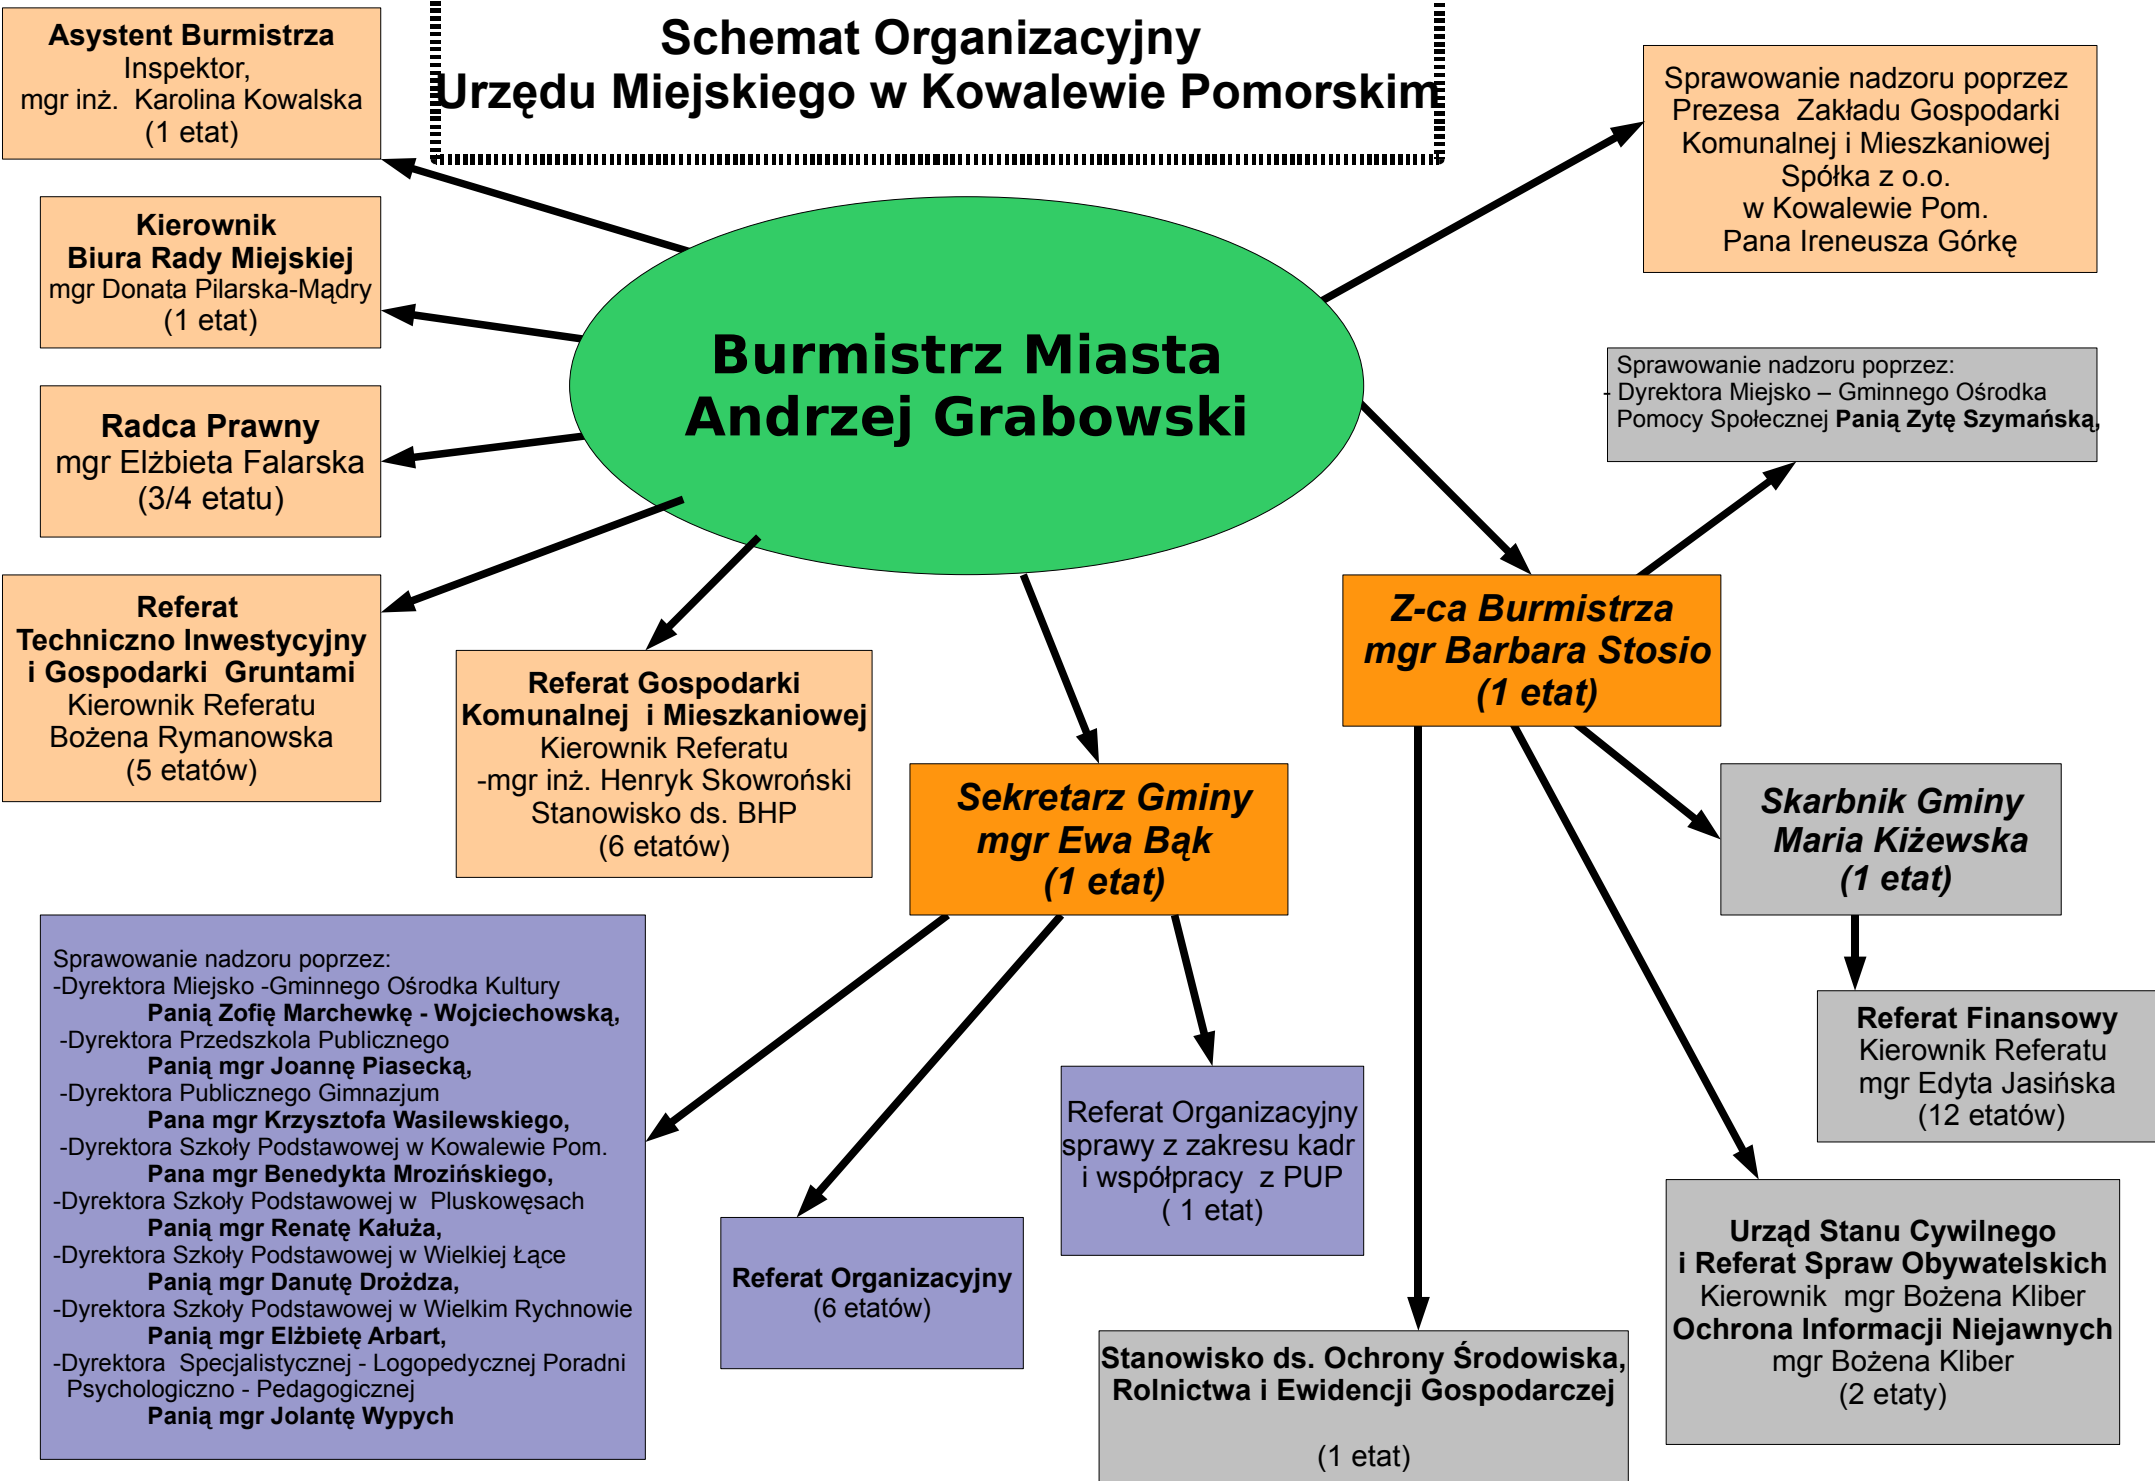 Schemat Organizacyjny
Urzędu Miejskiego w Kowalewie Pomorskim
Asystent Burmistrza
Inspektor,
mgr inż. Karolina Kowalska
(1 etat)
Kierownik
Biura Rady Miejskiej
mgr Donata Pilarska-Mądry
(1 etat)
Radca Prawny
mgr Elżbieta Falarska
(3/4 etatu)
Referat
Techniczno Inwestycyjny
i Gospodarki Gruntami
Kierownik Referatu
Bożena Rymanowska
(5 etatów)
Burmistrz Miasta
Andrzej Grabowski
Sprawowanie nadzoru poprzez
Prezesa Zakładu Gospodarki
Komunalnej i Mieszkaniowej
Spółka z o.o.
w Kowalewie Pom.
Pana Ireneusza Górkę
Sprawowanie nadzoru poprzez:
- Dyrektora Miejsko – Gminnego Ośrodka
Pomocy Społecznej Panią Zytę Szymańską,
Referat Gospodarki
Komunalnej i Mieszkaniowej
Kierownik Referatu
-mgr inż. Henryk Skowroński
Stanowisko ds. BHP
(6 etatów)
Sekretarz Gminy
mgr Ewa Bąk
(1 etat)
Z-ca Burmistrza
mgr Barbara Stosio
(1 etat)
Skarbnik Gminy
Maria Kiżewska
(1 etat)
Referat Finansowy
Kierownik Referatu
mgr Edyta Jasińska
(12 etatów)
Sprawowanie nadzoru poprzez:
-Dyrektora Miejsko -Gminnego Ośrodka Kultury
Panią Zofię Marchewkę - Wojciechowską,
-Dyrektora Przedszkola Publicznego
Panią mgr Joannę Piasecką,
-Dyrektora Publicznego Gimnazjum
Pana mgr Krzysztofa Wasilewskiego,
-Dyrektora Szkoły Podstawowej w Kowalewie Pom.
Pana mgr Benedykta Mrozińskiego,
-Dyrektora Szkoły Podstawowej w Pluskowęsach
Panią mgr Renatę Kałuża,
-Dyrektora Szkoły Podstawowej w Wielkiej Łące
Panią mgr Danutę Drożdza,
-Dyrektora Szkoły Podstawowej w Wielkim Rychnowie
Panią mgr Elżbietę Arbart,
-Dyrektora Specjalistycznej - Logopedycznej Poradni
Psychologiczno - Pedagogicznej
Panią mgr Jolantę Wypych
Referat Organizacyjny
(6 etatów)
Referat Organizacyjny
sprawy z zakresu kadr
i współpracy z PUP
( 1 etat)
Stanowisko ds. Ochrony Środowiska,
Rolnictwa i Ewidencji Gospodarczej
(1 etat)
Urząd Stanu Cywilnego
i Referat Spraw Obywatelskich
Kierownik mgr Bożena Kliber
Ochrona Informacji Niejawnych
mgr Bożena Kliber
(2 etaty)